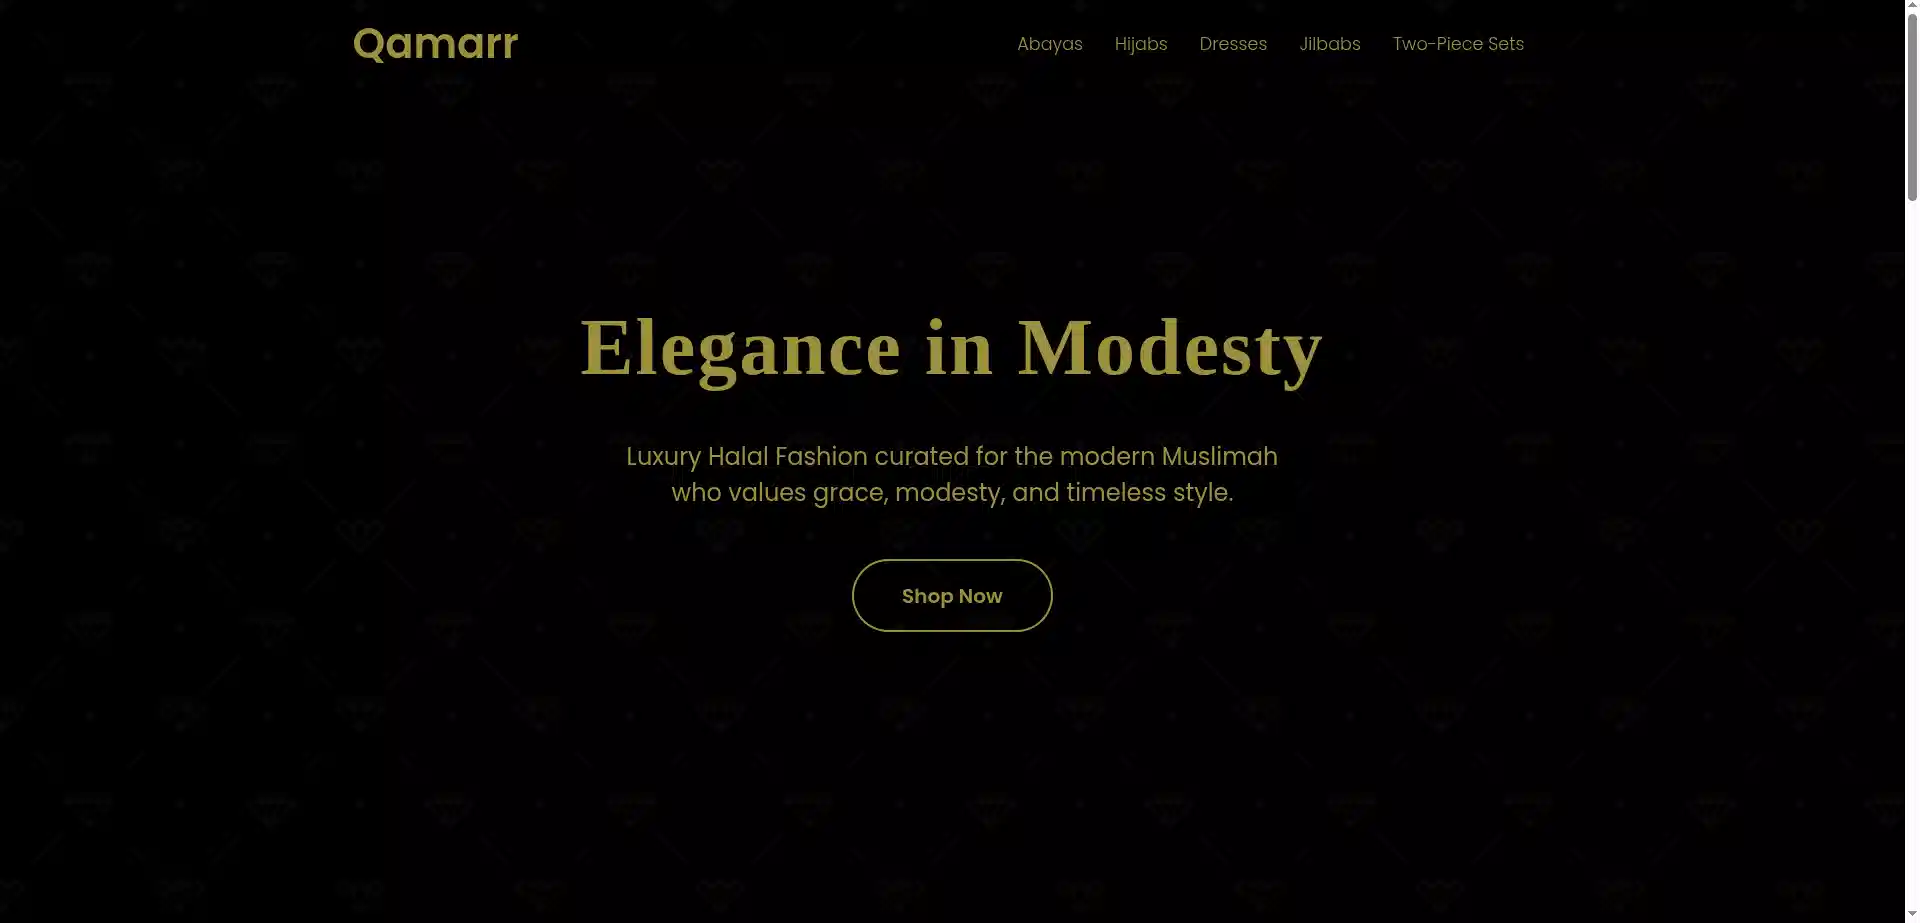 Qamarr
Abayas Hijabs Dresses Jilbabs Two-Piece Sets
Elegance in Modesty
Luxury Halal Fashion curated for the modern Muslimah
who values grace, modesty, and timeless style.
Shop Now